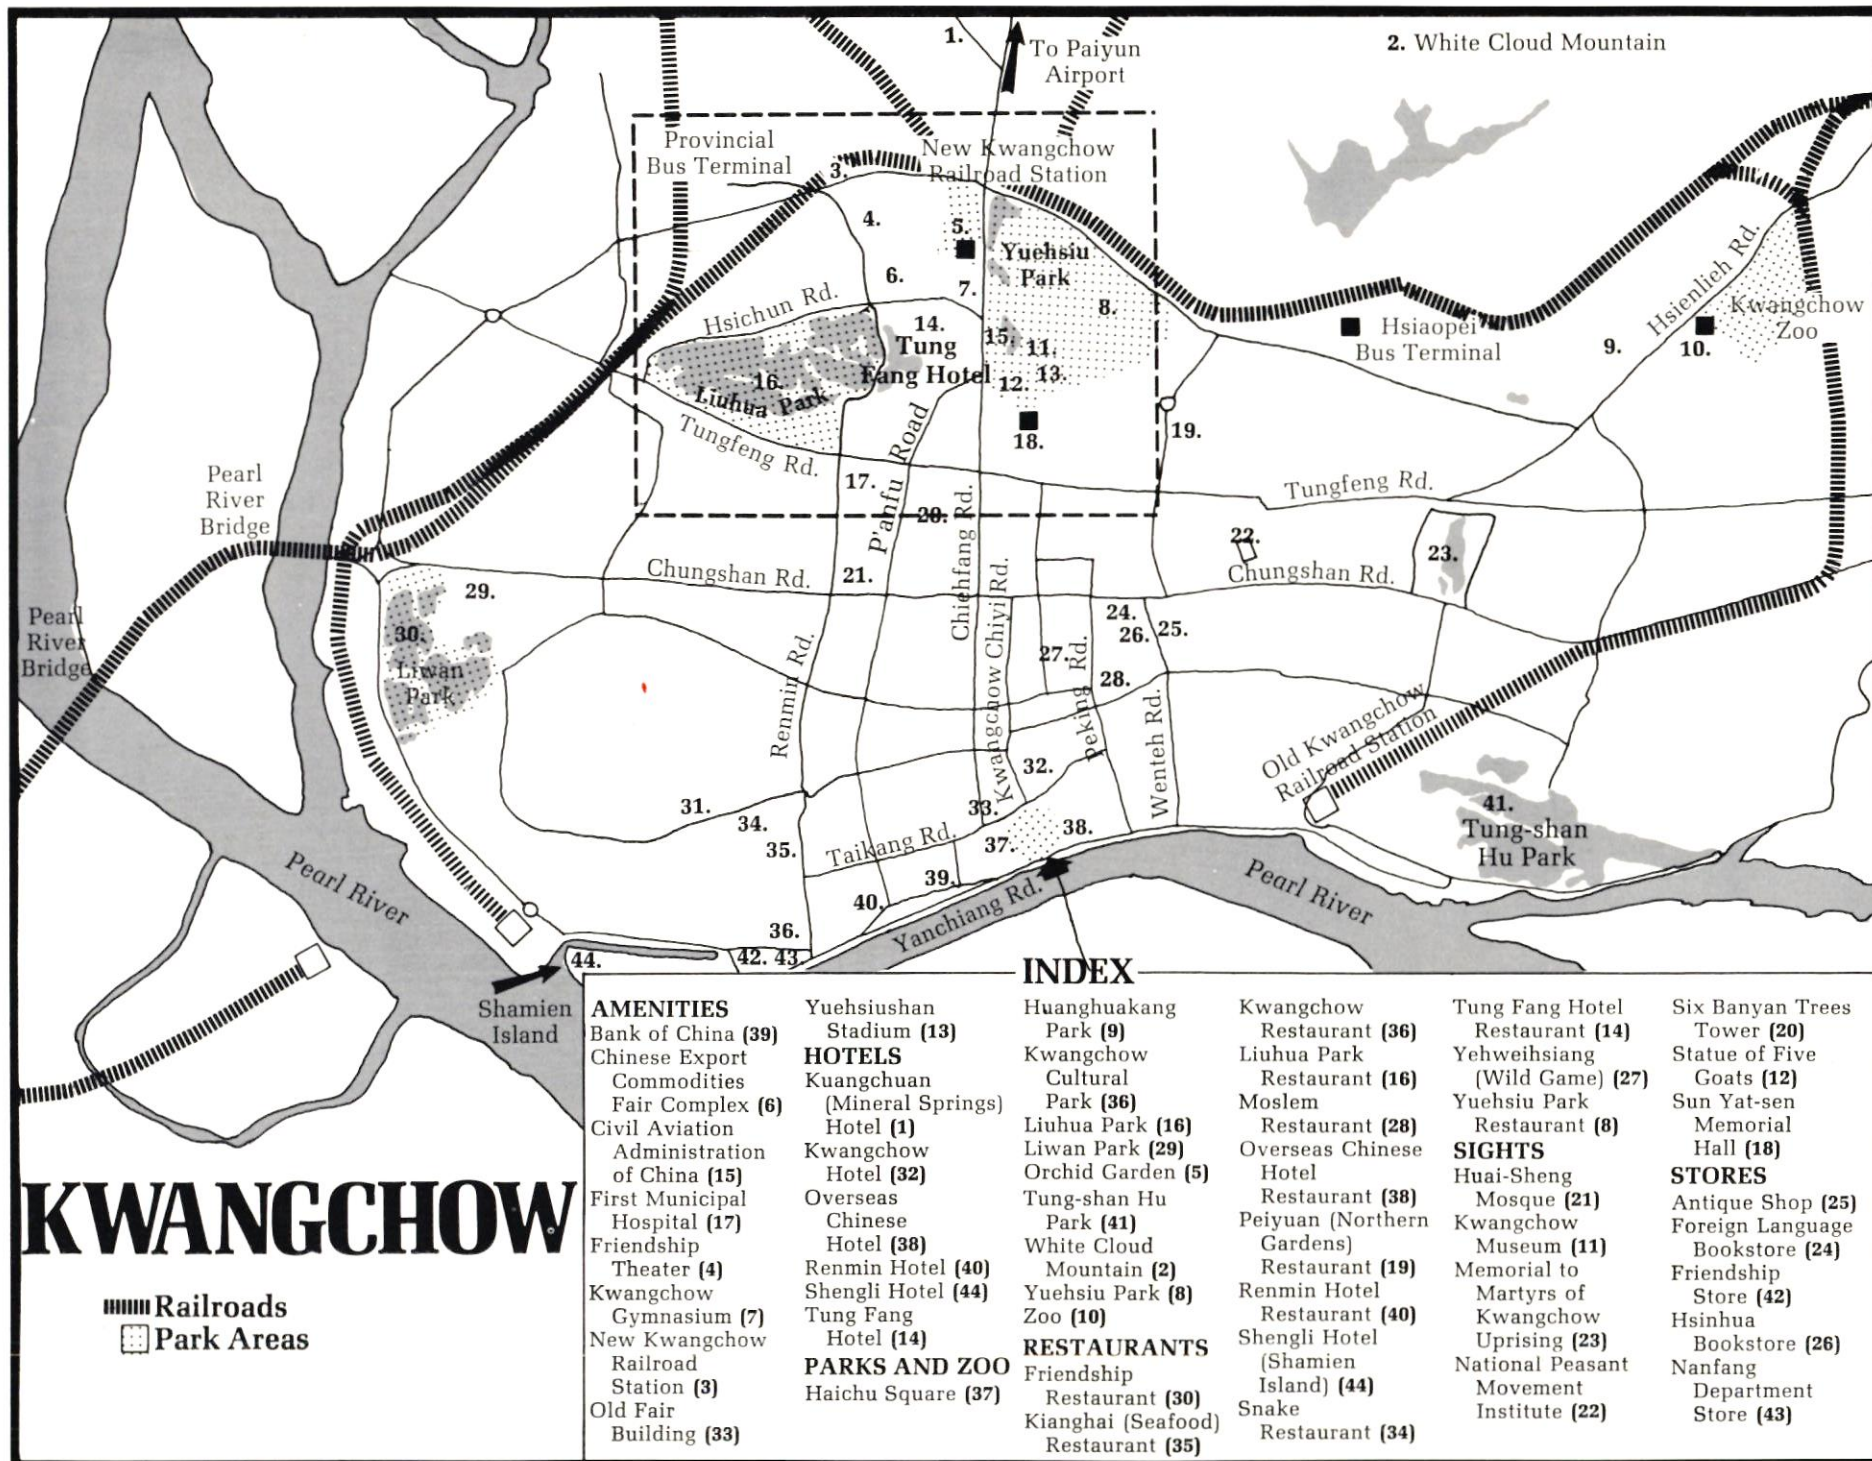 1.
To Paiyun
Airport
2. White Cloud Mountain
Provincial
Bus Terminal
New Kwangchow
Railroad Station
3.
4.
5.
Yuehsiu
Park
6.
7.
8.
Hsichun Rd.
14.
Tung
Fang Hotel
15.
11.
12.
13.
16.
Liuhua Park
Hsiaopei
Bus Terminal
9.
Hsienlieh Rd.
10.
Kwangchow
Zoo
18.
19.
Tungfeng Rd.
17.
P'anfu Road
20.
Tungfeng Rd.
Pearl
River
Bridge
Chiehfang Rd.
22.
23.
Chungshan Rd.
21.
Chungshan Rd.
29.
Pearl
River
Bridge
30.
Liwan
Park
Renmin Rd.
Kwangchow Chiyi Rd.
24.
26.
25.
27.
Peking Rd.
28.
Wenteh Rd.
Old Kwangchow
Railroad Station
31.
34.
35.
32.
33.
Taikang Rd.
37.
38.
41.
Tung-shan
Hu Park
39.
40.
Yanchiang Rd.
Pearl River
Pearl River
36.
42. 43.
44.
Shamien
Island
INDEX
AMENITIES
Bank of China (39)
Chinese Export
Commodities
Fair Complex (6)
Civil Aviation
Administration
of China (15)
First Municipal
Hospital (17)
Friendship
Theater (4)
Kwangchow
Gymnasium (7)
New Kwangchow
Railroad
Station (3)
Old Fair
Building (33)
Yuehsiushan
Stadium (13)
HOTELS
Kuangchuan
(Mineral Springs)
Hotel (1)
Kwangchow
Hotel (32)
Overseas
Chinese
Hotel (38)
Renmin Hotel (40)
Shengli Hotel (44)
Tung Fang
Hotel (14)
PARKS AND ZOO
Haichu Square (37)
Huanghuakang
Park (9)
Kwangchow
Cultural
Park (36)
Liuhua Park (16)
Liwan Park (29)
Orchid Garden (5)
Tung-shan Hu
Park (41)
White Cloud
Mountain (2)
Yuehsiu Park (8)
Zoo (10)
RESTAURANTS
Friendship
Restaurant (30)
Kianghai (Seafood)
Restaurant (35)
Kwangchow
Restaurant (36)
Liuhua Park
Restaurant (16)
Moslem
Restaurant (28)
Overseas Chinese
Hotel
Restaurant (38)
Peiyuan (Northern
Gardens)
Restaurant (19)
Renmin Hotel
Restaurant (40)
Shengli Hotel
(Shamien
Island) (44)
Snake
Restaurant (34)
Tung Fang Hotel
Restaurant (14)
Yehweihsiang
(Wild Game) (27)
Yuehsiu Park
Restaurant (8)
SIGHTS
Huai-Sheng
Mosque (21)
Kwangchow
Museum (11)
Memorial to
Martyrs of
Kwangchow
Uprising (23)
National Peasant
Movement
Institute (22)
Six Banyan Trees
Tower (20)
Statue of Five
Goats (12)
Sun Yat-sen
Memorial
Hall (18)
STORES
Antique Shop (25)
Foreign Language
Bookstore (24)
Friendship
Store (42)
Hsinhua
Bookstore (26)
Nanfang
Department
Store (43)
KWANGCHOW
Railroads
Park Areas